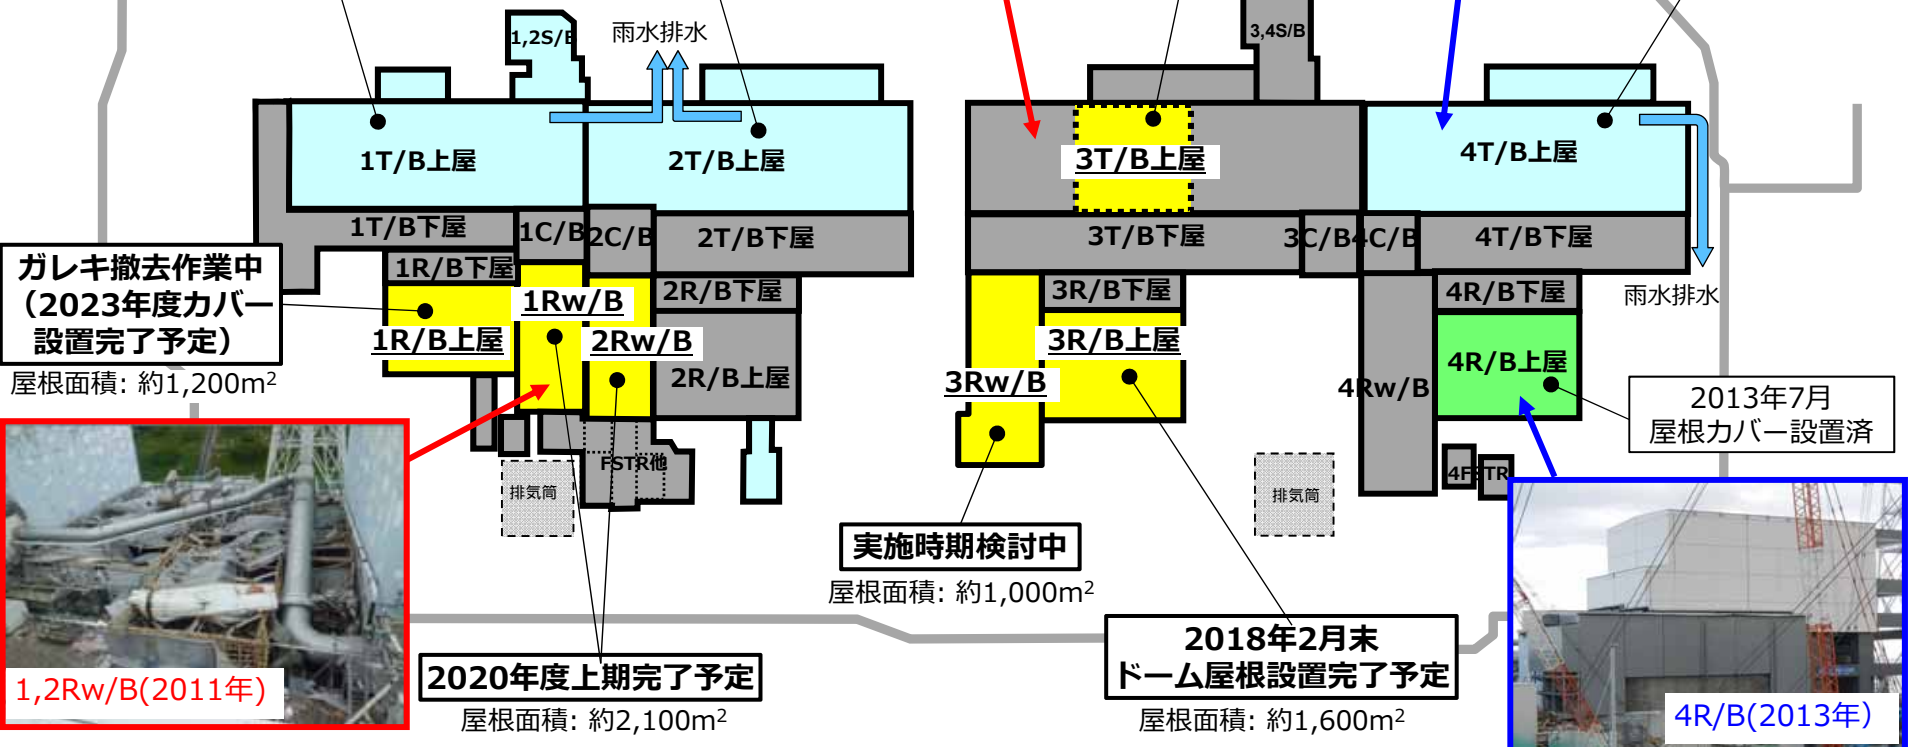 1,2S/B
雨水排水
3,4S/B
1T/B上屋
2T/B上屋
3T/B上屋
4T/B上屋
1T/B下屋
1C/B
2C/B
2T/B下屋
3T/B下屋
3C/B
4C/B
4T/B下屋
ガレキ撤去作業中
（2023年度カバー
設置完了予定）
屋根面積: 約1,200m²
1R/B下屋
1R/B上屋
1Rw/B
2Rw/B
2R/B下屋
2R/B上屋
3R/B下屋
3R/B上屋
3Rw/B
4R/B下屋
雨水排水
4R/B上屋
4Rw/B
2013年7月
屋根カバー設置済
FSTR他
排気筒
排気筒
4FSTR
実施時期検討中
屋根面積: 約1,000m²
1,2Rw/B(2011年)
2020年度上期完了予定
屋根面積: 約2,100m²
2018年2月末
ドーム屋根設置完了予定
屋根面積: 約1,600m²
4R/B(2013年）